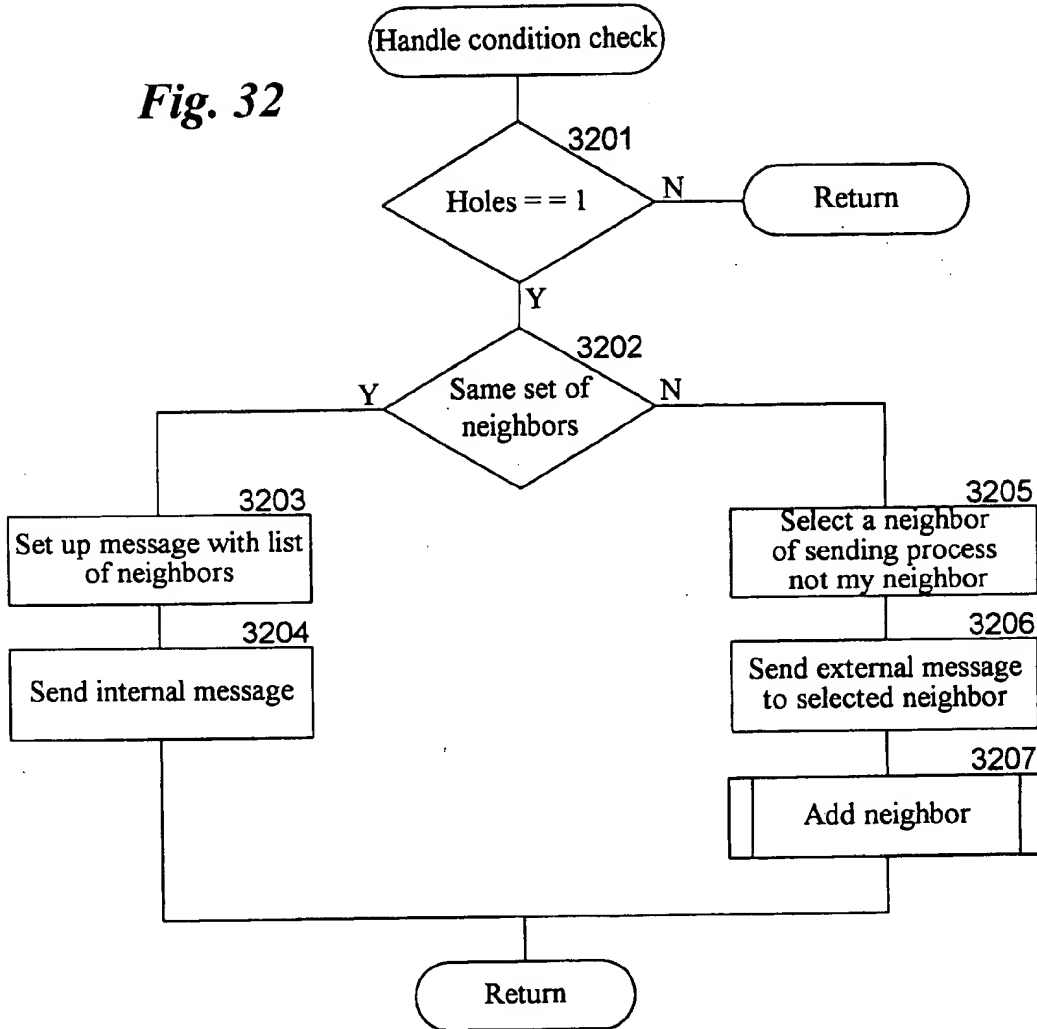 Handle condition check
Fig. 32
3201
Holes = = 1
N
Return
Y
3202
Same set of
neighbors
Y
N
3203
Set up message with list
of neighbors
3204
Send internal message
3205
Select a neighbor
of sending process
not my neighbor
3206
Send external message
to selected neighbor
3207
Add neighbor
Return